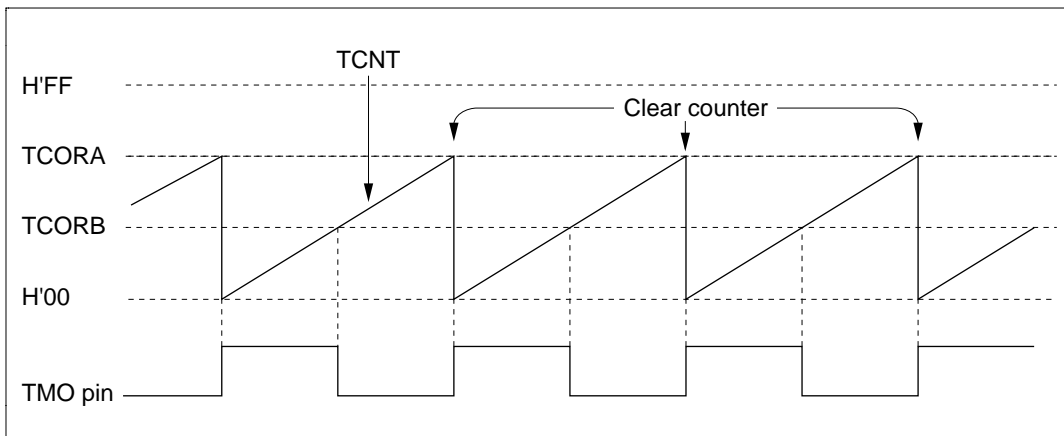 TCNT
H'FF
Clear counter
TCORA
TCORB
H'00
TMO pin